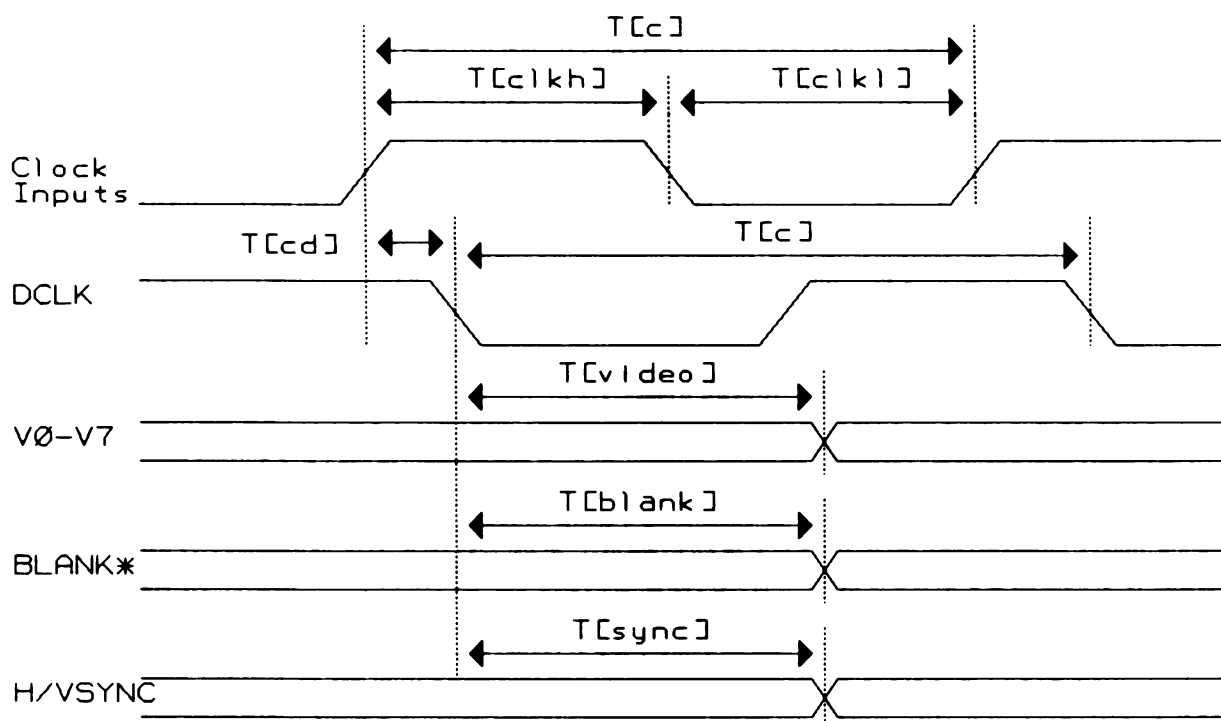 T[c]
T[clkh]
T[clkl]
Clock
Inputs
T[cd]
T[c]
DCLK
T[video]
VØ-V7
T[blank]
BLANK*
T[sync]
H/VSYNC